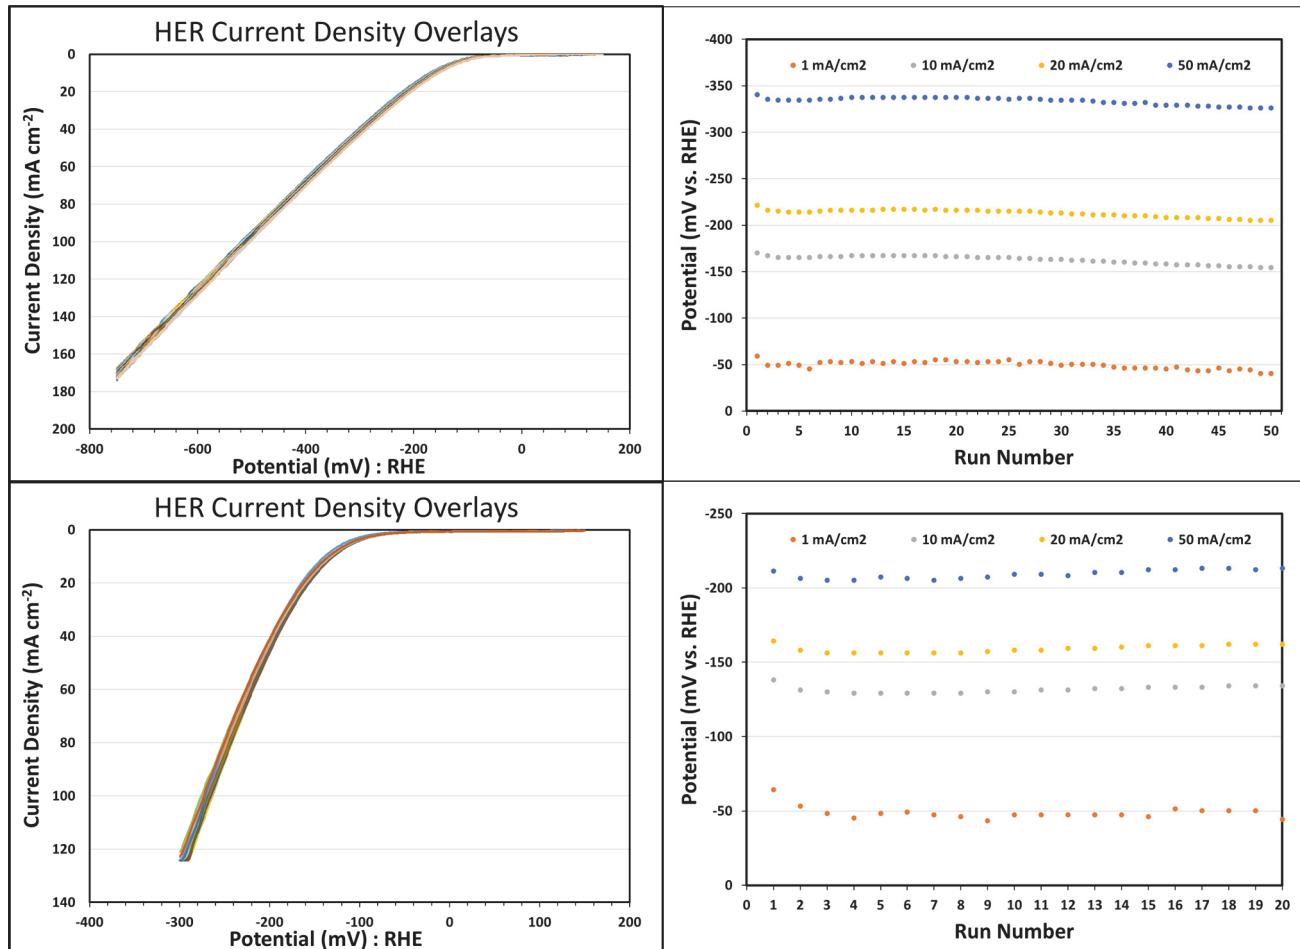 HER Current Density Overlays
Current Density (mA cm-2)
0
20
40
60
80
100
120
140
160
180
200
-800 -600 -400 -200 0 200
Potential (mV) : RHE
-400
-350
-300
-250
-200
-150
-100
-50
0
1 mA/cm2 10 mA/cm2 20 mA/cm2 50 mA/cm2
Potential (mV vs. RHE)
0 5 10 15 20 25 30 35 40 45 50
Run Number
HER Current Density Overlays
Current Density (mA cm-2)
0
20
40
60
80
100
120
140
-400 -300 -200 -100 0 100 200
Potential (mV) : RHE
-250
-200
-150
-100
-50
0
1 mA/cm2 10 mA/cm2 20 mA/cm2 50 mA/cm2
Potential (mV vs. RHE)
0 1 2 3 4 5 6 7 8 9 10 11 12 13 14 15 16 17 18 19 20
Run Number